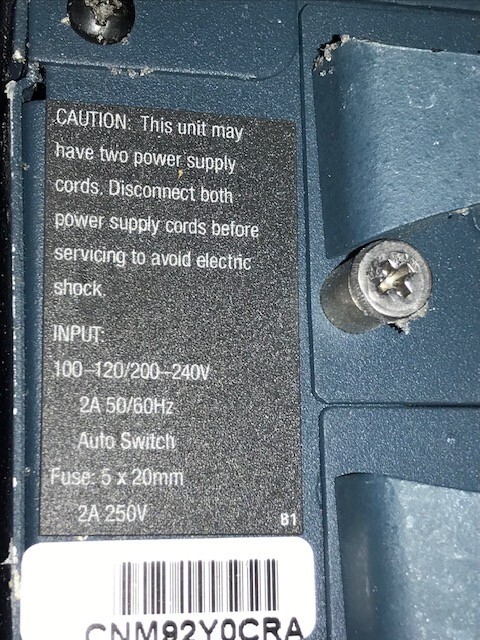 CAUTION: This unit may
have two power supply
cords. Disconnect both
power supply cords before
servicing to avoid electric
shock.
INPUT:
100-120/200-240V
2A 50/60Hz
Auto Switch
Fuse: 5 x 20mm
2A 250V
B1
CNM92Y0CRA